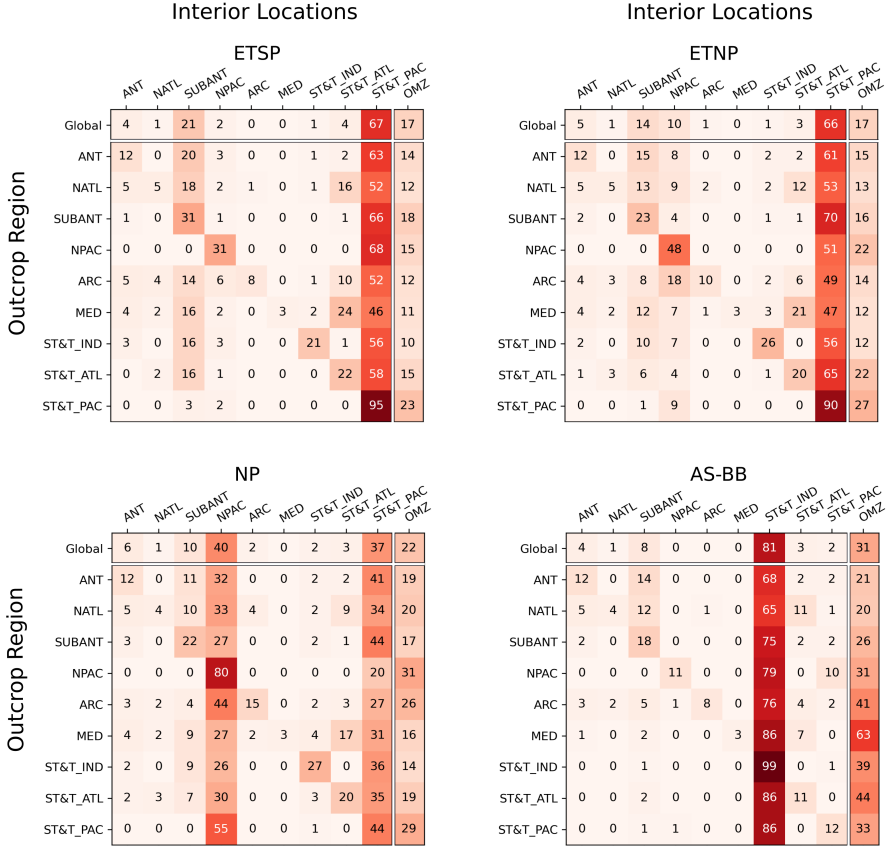 Interior Locations
Interior Locations
ETSP
ETNP
ANT NATL SUBANT NPAC ARC MED ST&T_IND ST&T_ATL ST&T_PAC OMZ
ANT NATL SUBANT NPAC ARC MED ST&T_IND ST&T_ATL ST&T_PAC OMZ
Outcrop Region
Global 4 1 21 2 0 0 1 4 67 17
ANT 12 0 20 3 0 0 1 2 63 14
NATL 5 5 18 2 1 0 1 16 52 12
SUBANT 1 0 31 1 0 0 0 1 66 18
NPAC 0 0 0 31 0 0 0 0 68 15
ARC 5 4 14 6 8 0 1 10 52 12
MED 4 2 16 2 0 3 2 24 46 11
ST&T_IND 3 0 16 3 0 0 21 1 56 10
ST&T_ATL 0 2 16 1 0 0 0 22 58 15
ST&T_PAC 0 0 3 2 0 0 0 0 95 23
Global 5 1 14 10 1 0 1 3 66 17
ANT 12 0 15 8 0 0 2 2 61 15
NATL 5 5 13 9 2 0 2 12 53 13
SUBANT 2 0 23 4 0 0 1 1 70 16
NPAC 0 0 0 48 0 0 0 0 51 22
ARC 4 3 8 18 10 0 2 6 49 14
MED 4 2 12 7 1 3 3 21 47 12
ST&T_IND 2 0 10 7 0 0 26 0 56 12
ST&T_ATL 1 3 6 4 0 0 1 20 65 22
ST&T_PAC 0 0 1 9 0 0 0 0 90 27
NP
AS-BB
ANT NATL SUBANT NPAC ARC MED ST&T_IND ST&T_ATL ST&T_PAC OMZ
ANT NATL SUBANT NPAC ARC MED ST&T_IND ST&T_ATL ST&T_PAC OMZ
Outcrop Region
Global 6 1 10 40 2 0 2 3 37 22
ANT 12 0 11 32 0 0 2 2 41 19
NATL 5 4 10 33 4 0 2 9 34 20
SUBANT 3 0 22 27 0 0 2 1 44 17
NPAC 0 0 0 80 0 0 0 0 20 31
ARC 3 2 4 44 15 0 2 3 27 26
MED 4 2 9 27 2 3 4 17 31 16
ST&T_IND 2 0 9 26 0 0 27 0 36 14
ST&T_ATL 2 3 7 30 0 0 3 20 35 19
ST&T_PAC 0 0 0 55 0 0 1 0 44 29
Global 4 1 8 0 0 0 81 3 2 31
ANT 12 0 14 0 0 0 68 2 2 21
NATL 5 4 12 0 1 0 65 11 1 20
SUBANT 2 0 18 0 0 0 75 2 2 26
NPAC 0 0 0 11 0 0 79 0 10 31
ARC 3 2 5 1 8 0 76 4 2 41
MED 1 0 2 0 0 3 86 7 0 63
ST&T_IND 0 0 1 0 0 0 99 0 1 39
ST&T_ATL 0 0 2 0 0 0 86 11 0 44
ST&T_PAC 0 0 1 1 0 0 86 0 12 33